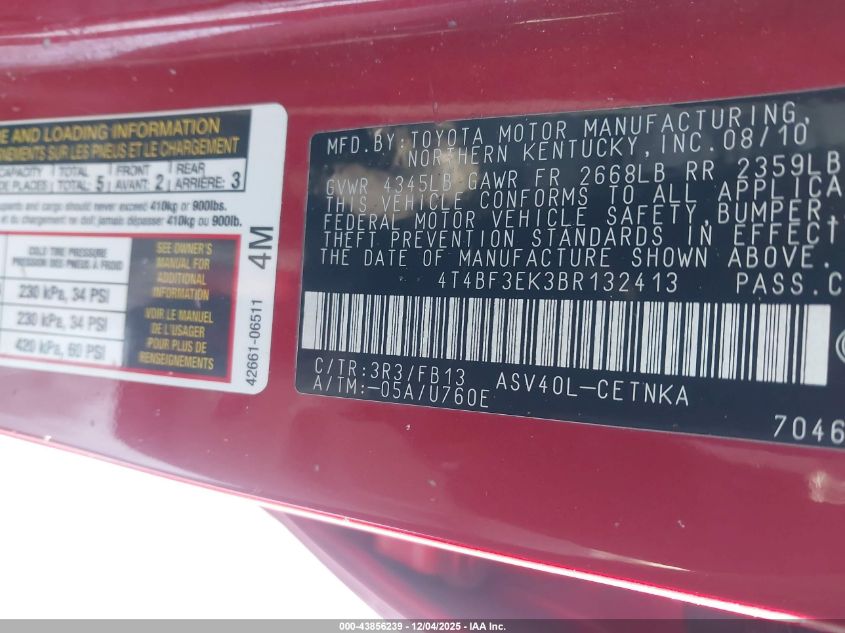 E AND LOADING INFORMATION
NEMENTS SUR LES PNEUS ET LE CHARGEMENT
CAPACITY TOTAL: 5 FRONT AVANT: 2 REAR ARRIÈRE: 3
DE PLACES
upants and cargo should never exceed 410kg or 900lb.
et du chargement ne doit jamais dépasser 410kg ou 900lb.
COLD TIRE PRESSURE
PRESSION DES PNEUS À FROID
230 kPa, 34 PSI
230 kPa, 34 PSI
420 kPa, 60 PSI
SEE OWNER'S
MANUAL FOR
ADDITIONAL
INFORMATION
VOIR LE MANUEL
DE L'USAGER
POUR PLUS DE
RENSEIGNEMENTS
4M
42661-06511
MFD.BY:TOYOTA MOTOR MANUFACTURING,
NORTHERN KENTUCKY,INC.08/10
GVWR 4345LB GAWR FR 2668LB RR 2359LB
THIS VEHICLE CONFORMS TO ALL APPLICA
FEDERAL MOTOR VEHICLE SAFETY,BUMPER,
THEFT PREVENTION STANDARDS IN EFFECT
THE DATE OF MANUFACTURE SHOWN ABOVE.
4T4BF3EK3BR132413 PASS.C
C/TR:3R3/FB13 ASV40L-CETNKA
A/TM:-05A/U760E
7046
000-43856239 - 12/04/2025 - IAA Inc.